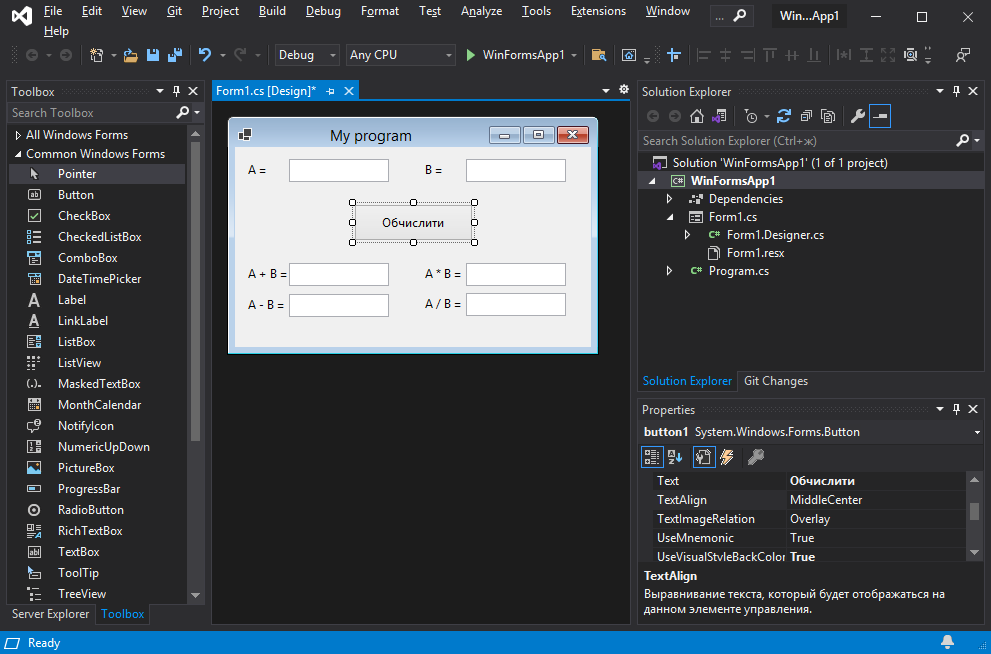 File Edit View Git Project Build Debug Format Test Analyze Tools Extensions Window ... Win...App1
Help
Debug Any CPU WinFormsApp1
Toolbox
Search Toolbox
All Windows Forms
Common Windows Forms
Pointer
Button
CheckBox
CheckedListBox
ComboBox
DateTimePicker
Label
LinkLabel
ListBox
ListView
MaskedTextBox
MonthCalendar
NotifyIcon
NumericUpDown
PictureBox
ProgressBar
RadioButton
RichTextBox
TextBox
ToolTip
TreeView
Server Explorer Toolbox
Form1.cs [Design]*
My program
A = B =
Обчислити
A + B = A * B =
A - B = A / B =
Solution Explorer
Search Solution Explorer (Ctrl+ж)
Solution 'WinFormsApp1' (1 of 1 project)
WinFormsApp1
Dependencies
Form1.cs
Form1.Designer.cs
Form1.resx
Program.cs
Solution Explorer Git Changes
Properties
button1 System.Windows.Forms.Button
Text Обчислити
TextAlign MiddleCenter
TextImageRelation Overlay
UseMnemonic True
UseVisualStyleBackColor True
TextAlign
Выравнивание текста, который будет отображаться на
данном элементе управления.
Ready